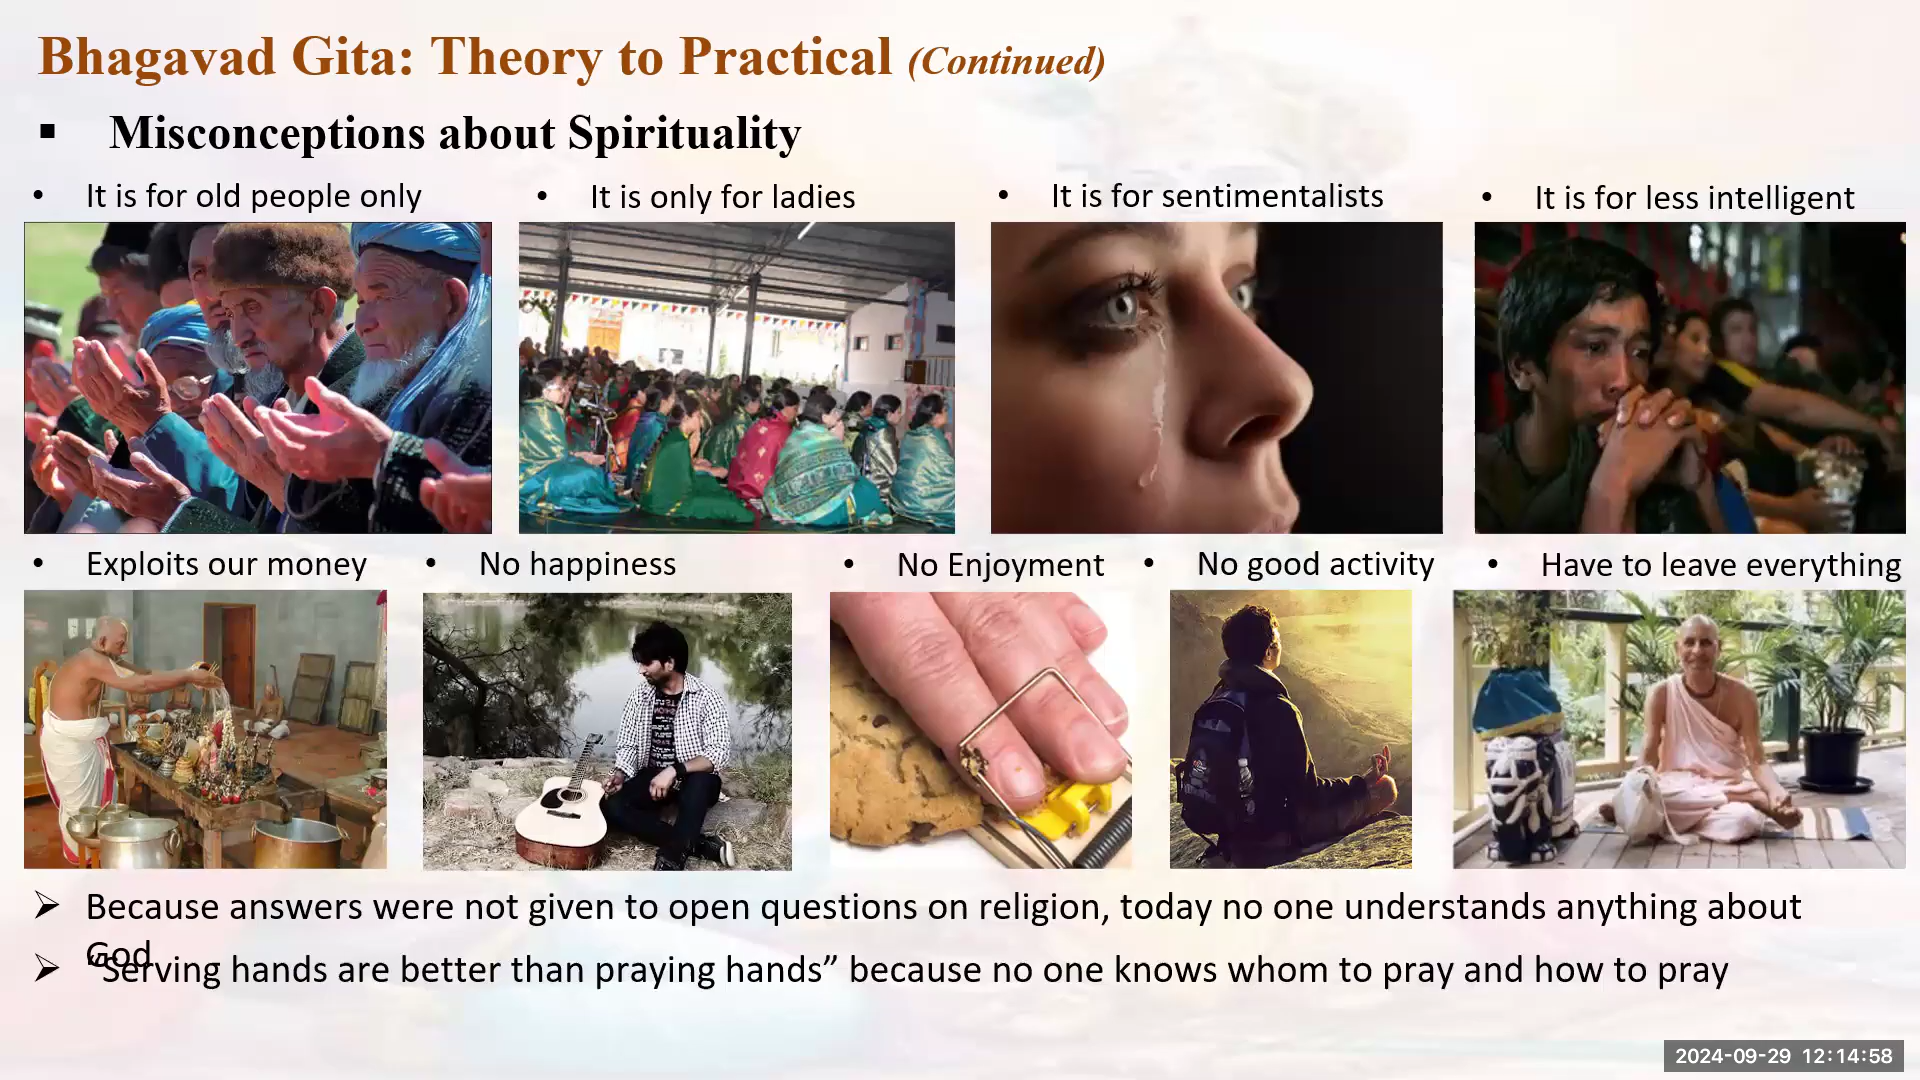 Bhagavad Gita: Theory to Practical (Continued)
▪ Misconceptions about Spirituality
• It is for old people only
• It is only for ladies
• It is for sentimentalists
• It is for less intelligent
• Exploits our money
• No happiness
• No Enjoyment
• No good activity
• Have to leave everything
➢ Because answers were not given to open questions on religion, today no one understands anything about
God
➢ “Serving hands are better than praying hands” because no one knows whom to pray and how to pray
2024-09-29 12:14:58